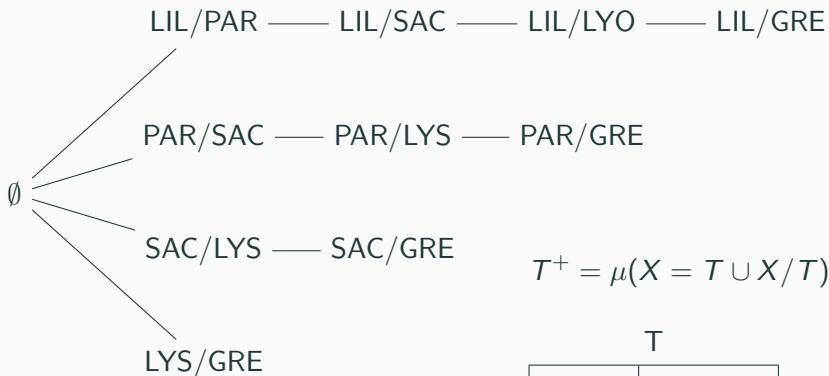 LIL/PAR LIL/SAC LIL/LYO LIL/GRE
PAR/SAC PAR/LYS PAR/GRE
∅
SAC/LYS SAC/GRE
T⁺ = μ(X = T ∪ X/T)
T
LYS/GRE